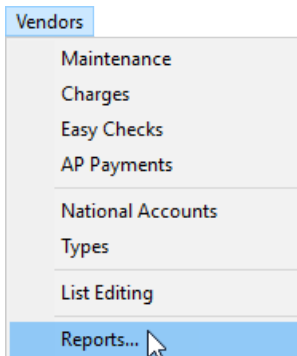 Vendors
Maintenance
Charges
Easy Checks
AP Payments
National Accounts
Types
List Editing
Reports...